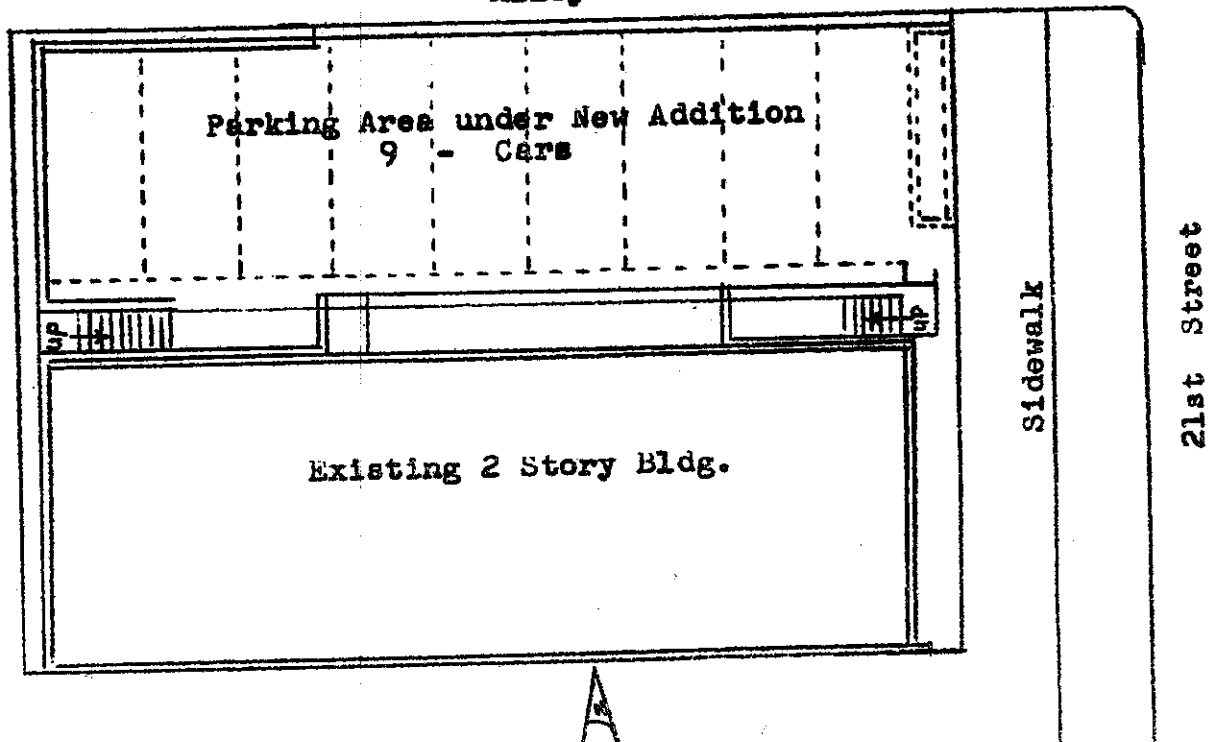 Parking Area under New Addition
9 - Cars
up
up
Existing 2 Story Bldg.
Sidewalk
21st Street